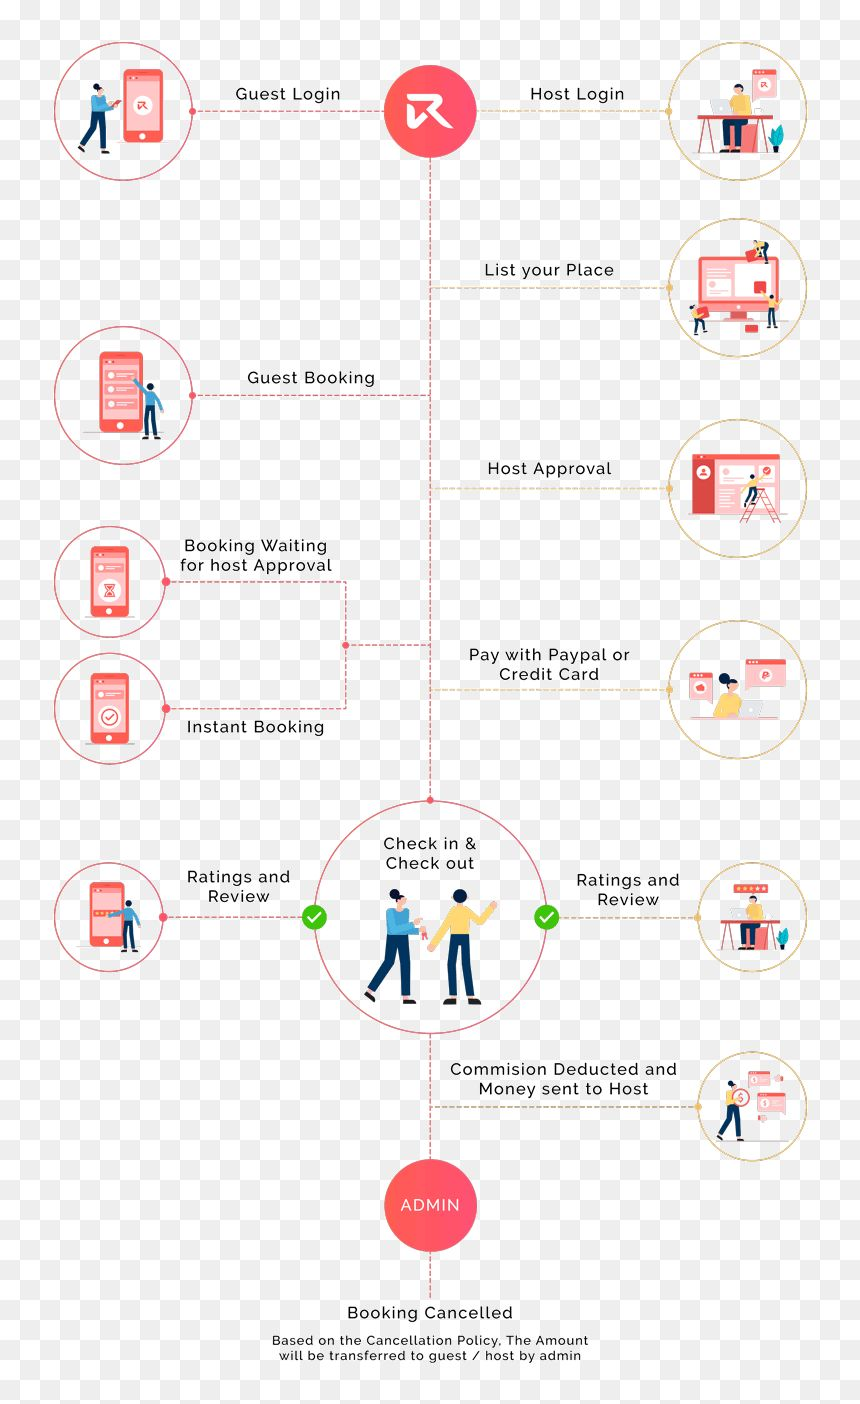 Guest Login
Host Login
List your Place
Guest Booking
Host Approval
Booking Waiting
for host Approval
Pay with Paypal or
Credit Card
Instant Booking
Check in &
Check out
Ratings and
Review
Ratings and
Review
Commision Deducted and
Money sent to Host
ADMIN
Booking Cancelled
Based on the Cancellation Policy, The Amount
will be transferred to guest / host by admin